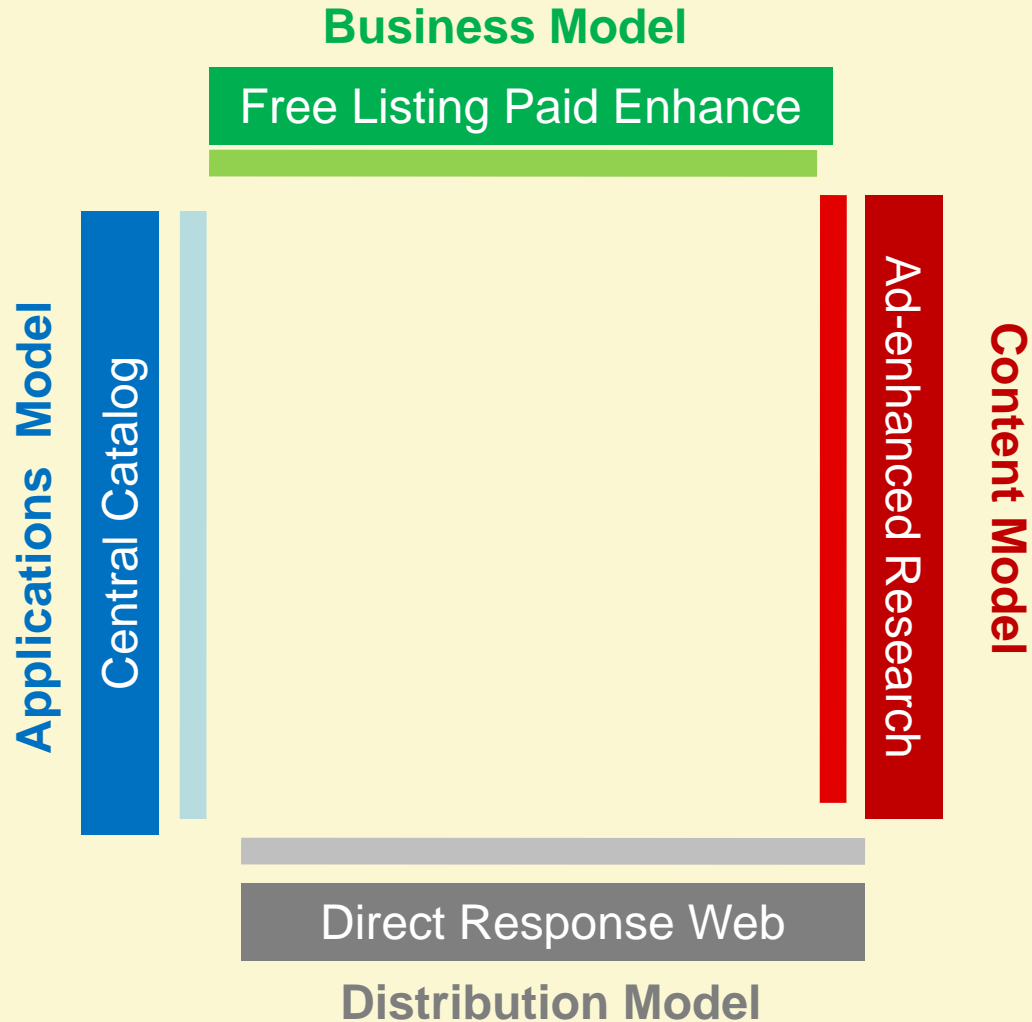 Business Model
Free Listing Paid Enhance
Applications Model
Central Catalog
Ad-enhanced Research
Content Model
Direct Response Web
Distribution Model